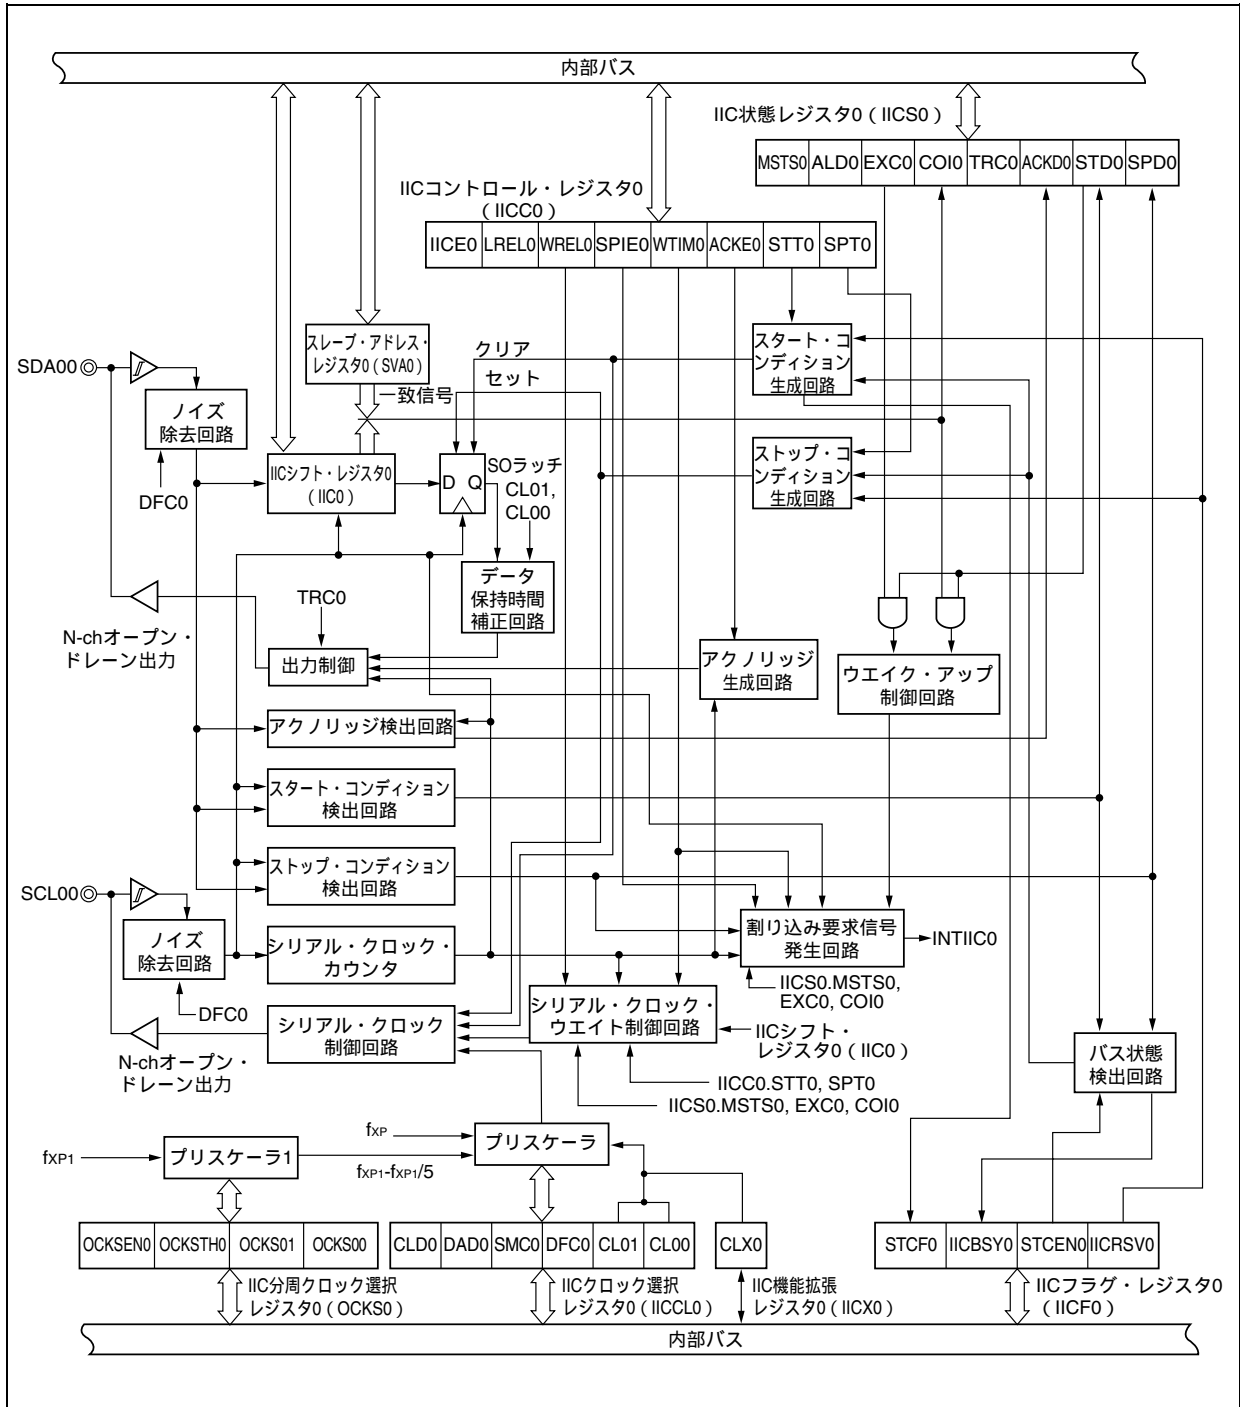 内部バス
IIC状態レジスタ0(IICS0)
MSTS0 ALD0 EXC0 COI0 TRC0 ACKD0 STD0 SPD0
IICコントロール・レジスタ0
(IICC0)
IICE0 LREL0 WREL0 SPIE0 WTIM0 ACKE0 STT0 SPT0
スレーブ・アドレス・
レジスタ0(SVA0)
クリア
セット
スタート・コ
ンディション
生成回路
SDA00
ノイズ
除去回路
DFC0
一致信号
IICシフト・レジスタ0
(IIC0)
D Q
SOラッチ
CL01,
CL00
ストップ・コ
ンディション
生成回路
データ
保持時間
補正回路
TRC0
N-chオープン・
ドレーン出力
出力制御
アクノリッジ
生成回路
ウエイク・アップ
制御回路
アクノリッジ検出回路
スタート・コンディション
検出回路
ストップ・コンディション
検出回路
SCL00
ノイズ
除去回路
DFC0
シリアル・クロック・
カウンタ
割り込み要求信号
発生回路
INTIIC0
IICS0.MSTS0,
EXC0, COI0
シリアル・クロック
制御回路
シリアル・クロック・
ウエイト制御回路
IICシフト・
レジスタ0(IIC0)
N-chオープン・
ドレーン出力
IICC0.STT0, SPT0
IICS0.MSTS0, EXC0, COI0
バス状態
検出回路
fXP
プリスケーラ
fXP1
プリスケーラ1
fXP1-fXP1/5
OCKSEN0 OCKSTH0 OCKS01 OCKS00
CLD0 DAD0 SMC0 DFC0 CL01 CL00
CLX0
STCF0 IICBSY0 STCEN0 IICRSV0
IIC分周クロック選択
レジスタ0(OCKS0)
IICクロック選択
レジスタ0(IICCL0)
IIC機能拡張
レジスタ0(IICX0)
IICフラグ・レジスタ0
(IICF0)
内部バス